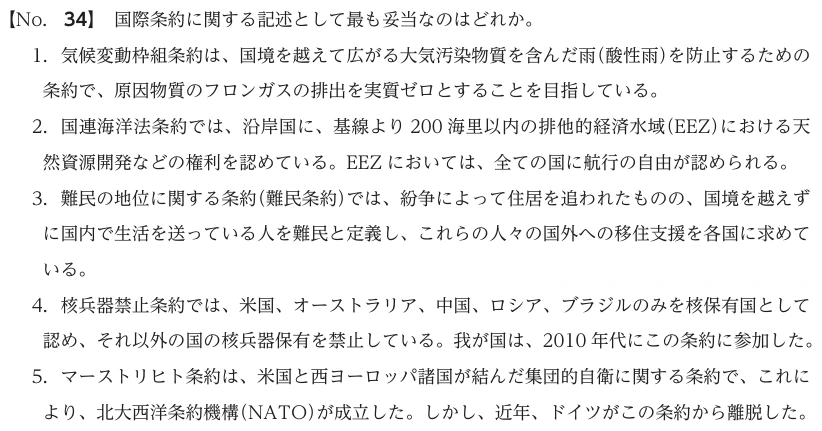 【No. 34】 国際条約に関する記述として最も妥当なのはどれか。
1. 気候変動枠組条約は、国境を越えて広がる大気汚染物質を含んだ雨(酸性雨)を防止するための
条約で、原因物質のフロンガスの排出を実質ゼロとすることを目指している。
2. 国連海洋法条約では、沿岸国に、基線より 200 海里以内の排他的経済水域(EEZ)における天
然資源開発などの権利を認めている。EEZ においては、全ての国に航行の自由が認められる。
3. 難民の地位に関する条約(難民条約)では、紛争によって住居を追われたものの、国境を越えず
に国内で生活を送っている人を難民と定義し、これらの人々の国外への移住支援を各国に求めて
いる。
4. 核兵器禁止条約では、米国、オーストラリア、中国、ロシア、ブラジルのみを核保有国として
認め、それ以外の国の核兵器保有を禁止している。我が国は、2010 年代にこの条約に参加した。
5. マーストリヒト条約は、米国と西ヨーロッパ諸国が結んだ集団的自衛に関する条約で、これに
より、北大西洋条約機構(NATO)が成立した。しかし、近年、ドイツがこの条約から離脱した。